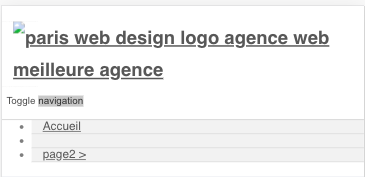 paris web design logo agence web
meilleure agence
Toggle navigation
Accueil
page2 >